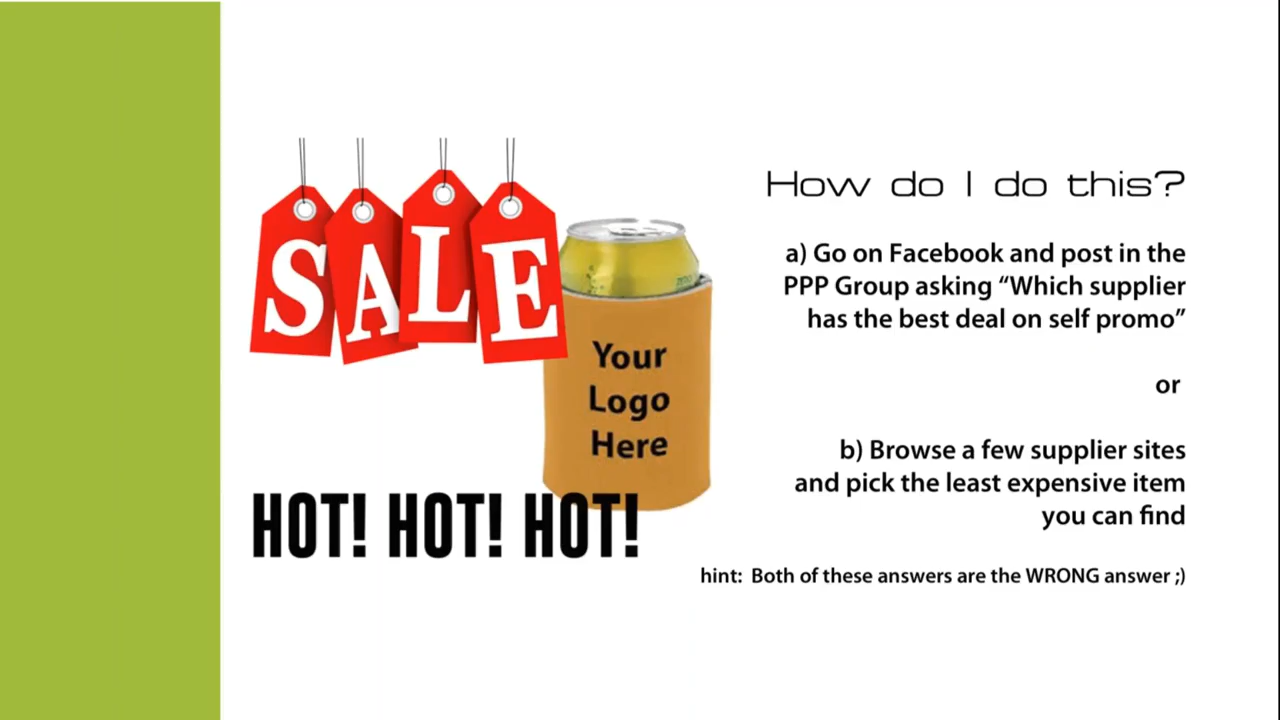 SALE
Your
Logo
Here
HOT! HOT! HOT!
How do I do this?
a) Go on Facebook and post in the
PPP Group asking “Which supplier
has the best deal on self promo”
or
b) Browse a few supplier sites
and pick the least expensive item
you can find
hint: Both of these answers are the WRONG answer ;)